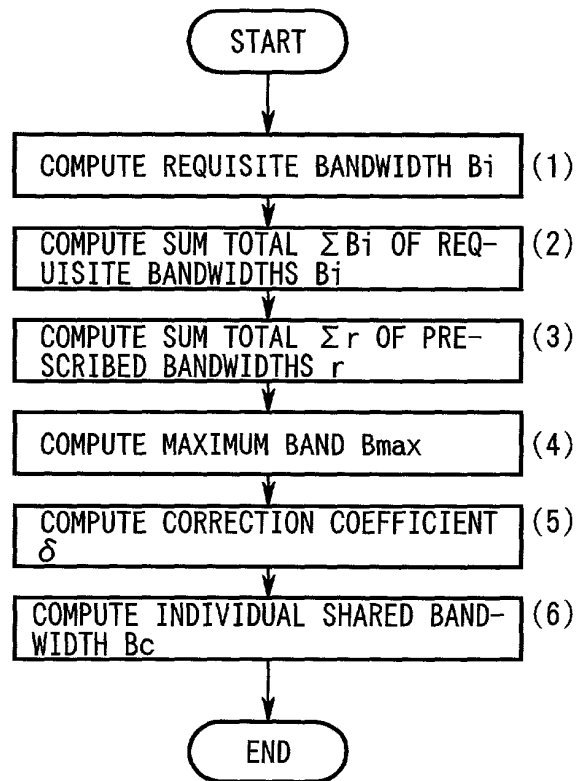 START
COMPUTE REQUISITE BANDWIDTH Bi (1)
COMPUTE SUM TOTAL ΣBi OF REQ- (2)
UISITE BANDWIDTHS Bi
COMPUTE SUM TOTAL Σr OF PRE- (3)
SCRIBED BANDWIDTHS r
COMPUTE MAXIMUM BAND Bmax (4)
COMPUTE CORRECTION COEFFICIENT (5)
δ
COMPUTE INDIVIDUAL SHARED BAND- (6)
WIDTH Bc
END